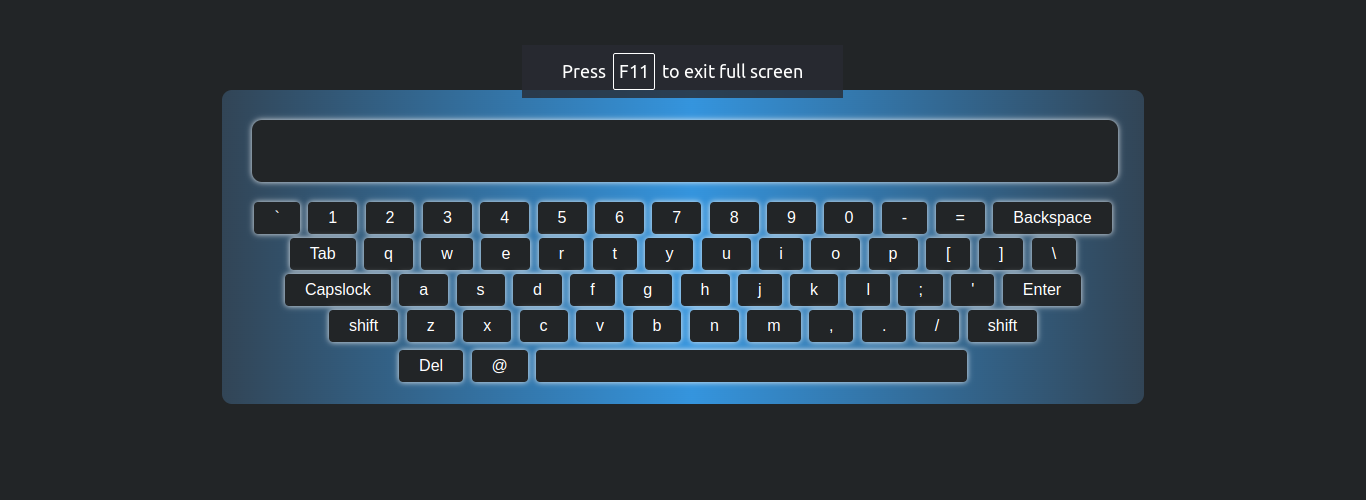 Press F11 to exit full screen
` 1 2 3 4 5 6 7 8 9 0 - = Backspace
Tab q w e r t y u i o p [ ] \
Capslock a s d f g h j k l ; ' Enter
shift z x c v b n m , . / shift
Del @